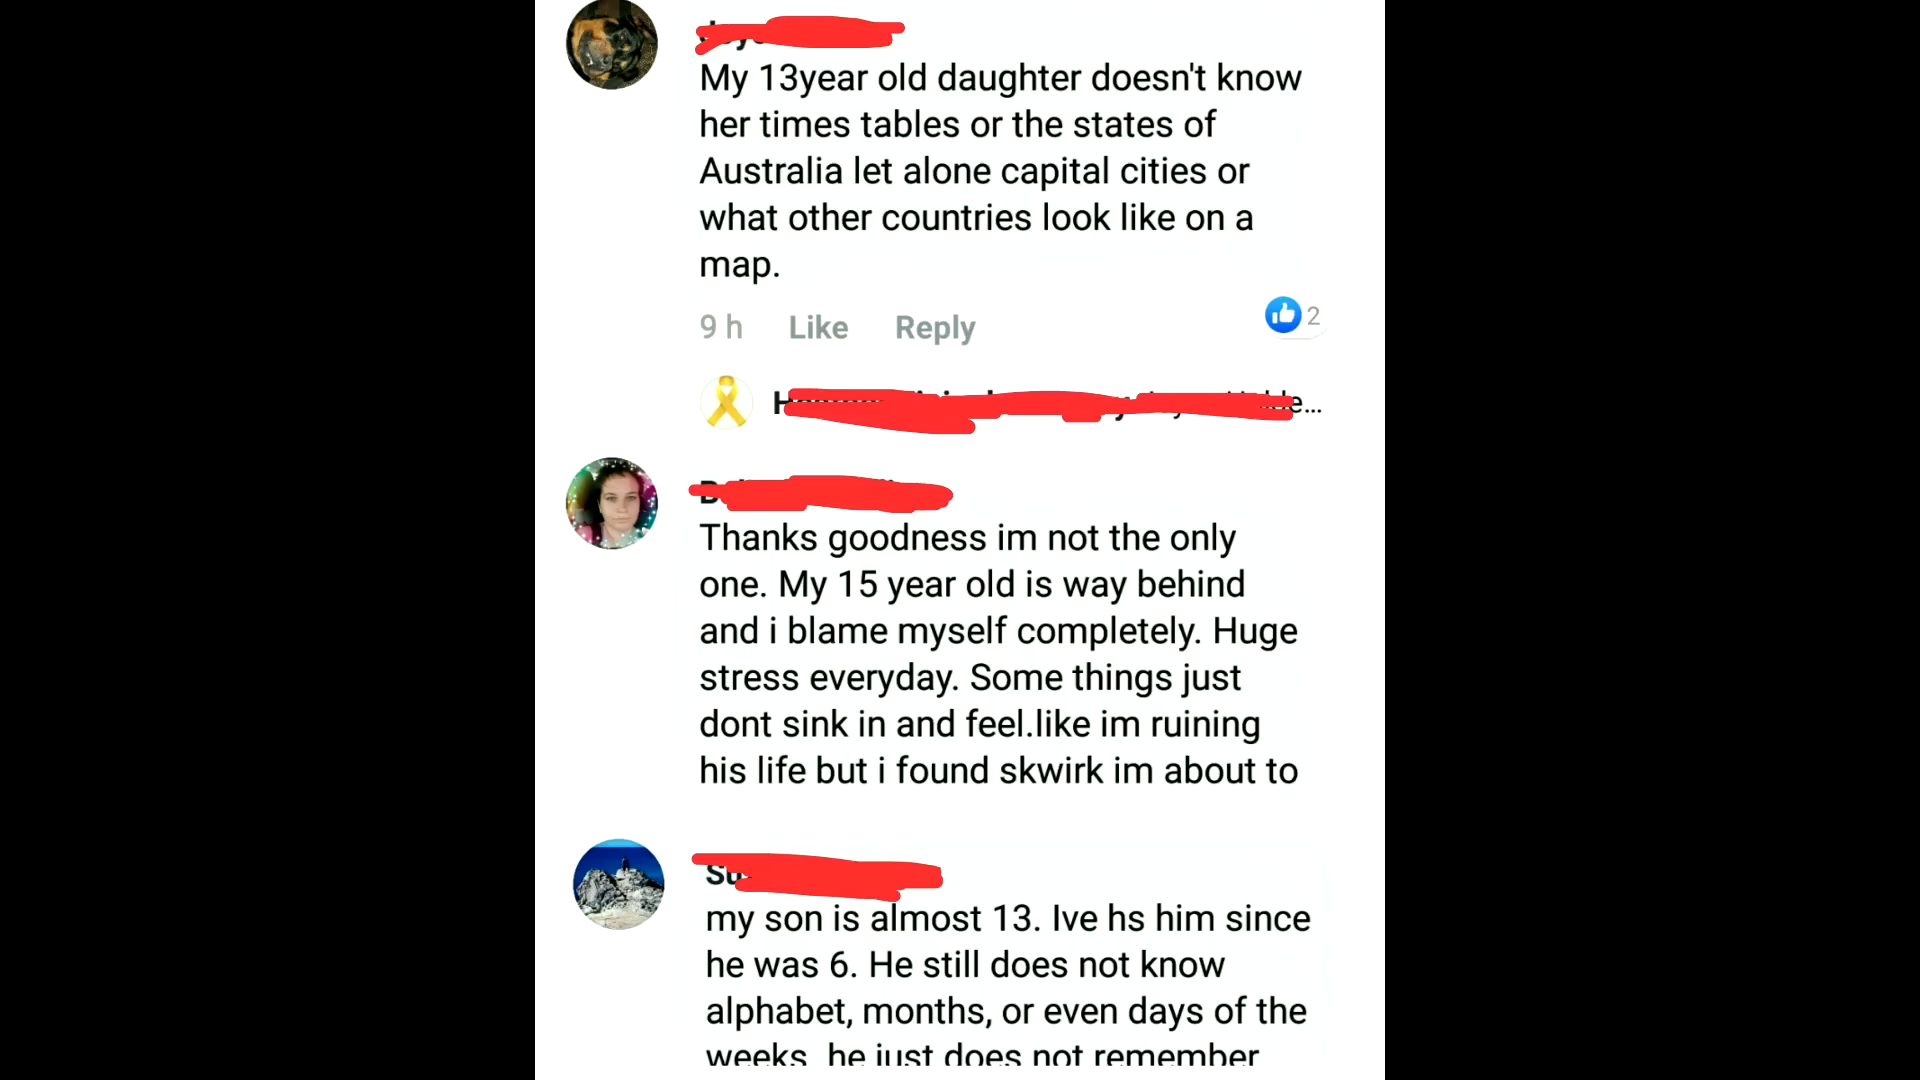 My 13year old daughter doesn't know
her times tables or the states of
Australia let alone capital cities or
what other countries look like on a
map.
9 h Like Reply 2
Thanks goodness im not the only
one. My 15 year old is way behind
and i blame myself completely. Huge
stress everyday. Some things just
dont sink in and feel.like im ruining
his life but i found skwirk im about to
my son is almost 13. Ive hs him since
he was 6. He still does not know
alphabet, months, or even days of the
weeks he just does not remember